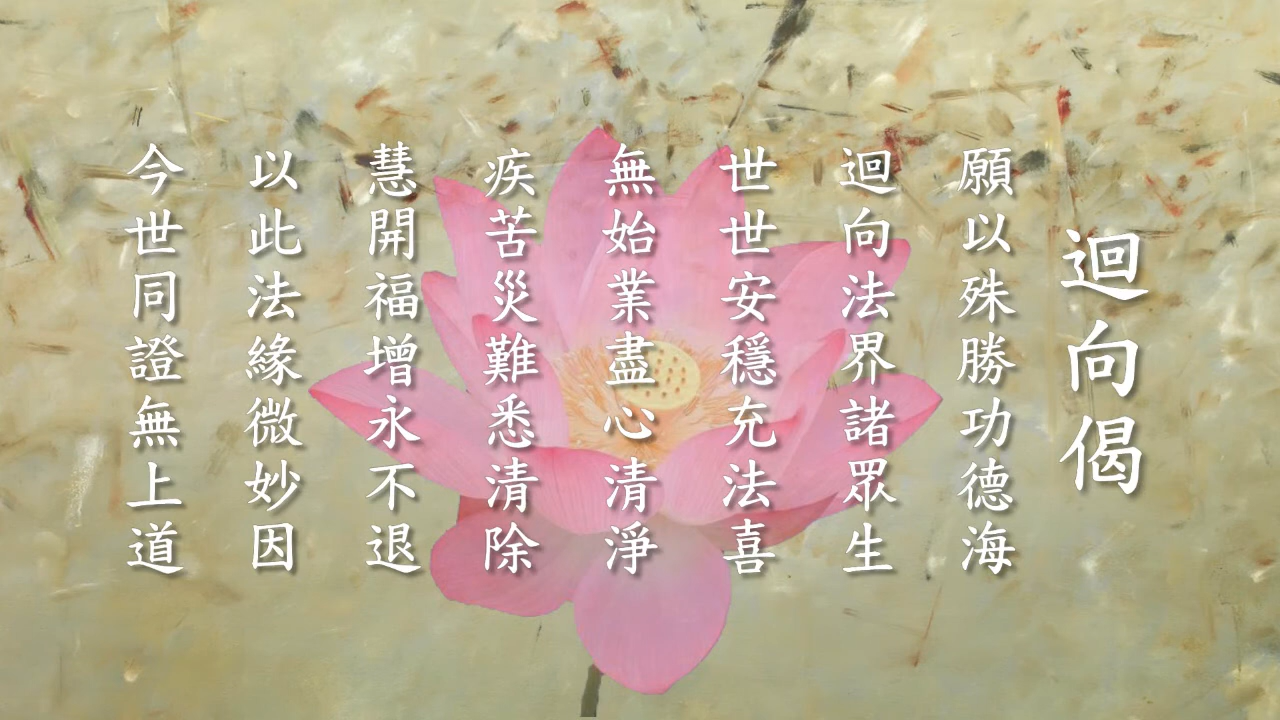 迴向偈
願以殊勝功德海
迴向法界諸眾生
世世安穩充法喜
無始業盡心清淨
疾苦災難悉清除
慧開福增永不退
以此法緣微妙因
今世同證無上道